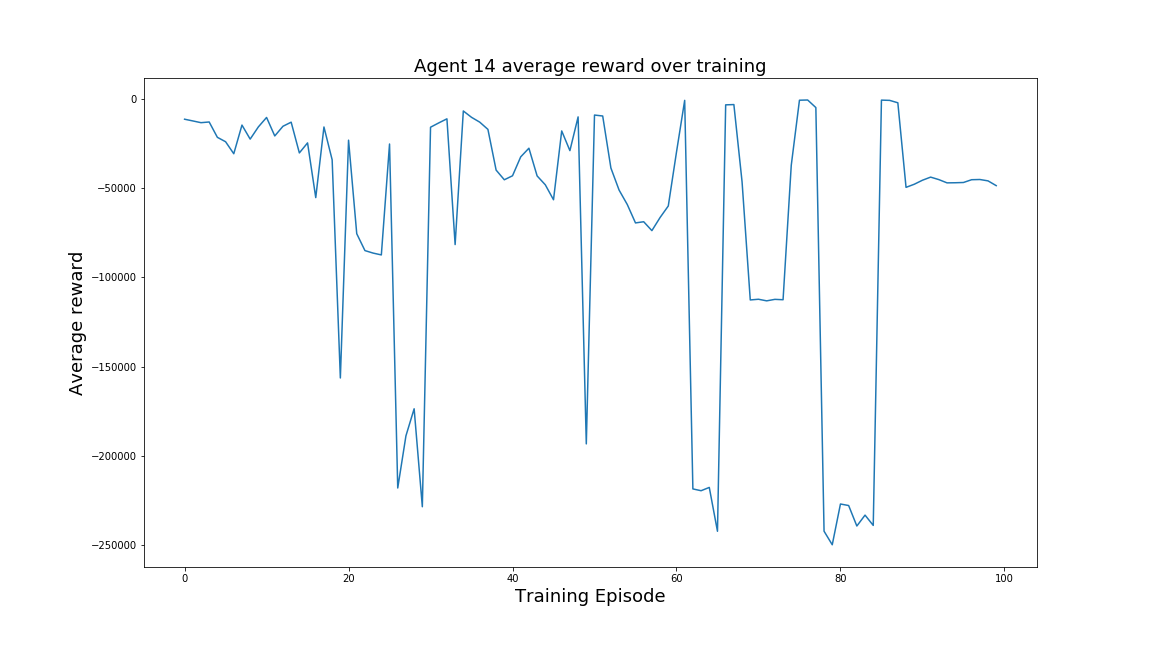 Agent 14 average reward over training
Average reward
0
−50000
−100000
−150000
−200000
−250000
0 20 40 60 80 100
Training Episode